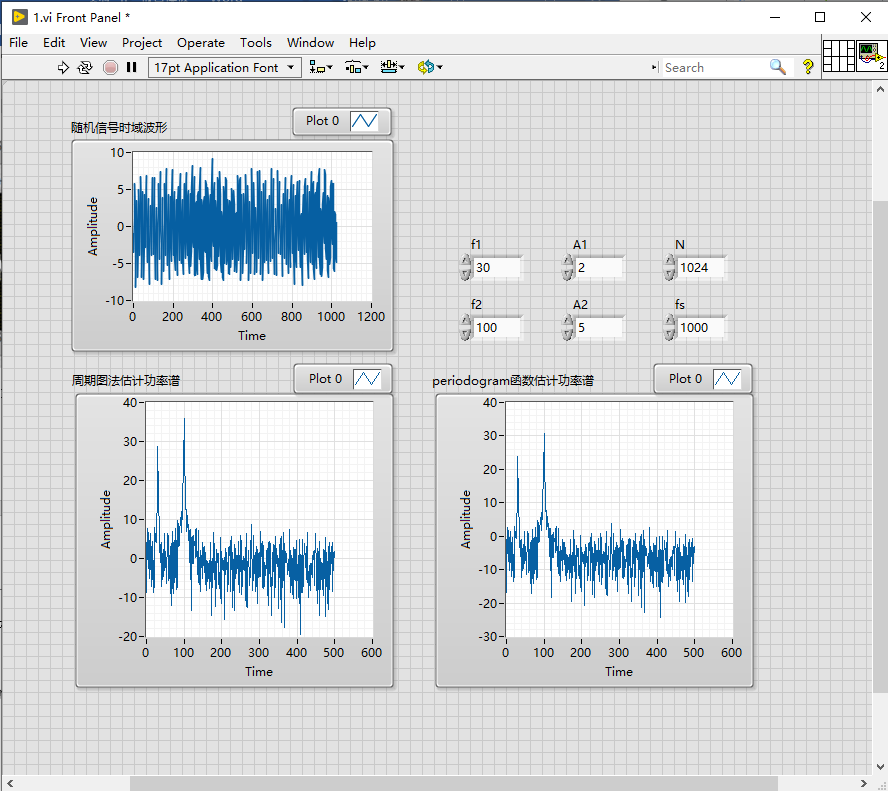 1.vi Front Panel *
File Edit View Project Operate Tools Window Help
17pt Application Font
Search
?
2
随机信号时域波形
Plot 0
10
5
0
-5
-10
Amplitude
0 200 400 600 800 1000 1200
Time
f1 A1 N
30 2 1024
f2 A2 fs
100 5 1000
周期图法估计功率谱
Plot 0
40
30
20
10
0
-10
-20
Amplitude
0 100 200 300 400 500 600
Time
periodogram函数估计功率谱
Plot 0
40
30
20
10
0
-10
-20
-30
Amplitude
0 100 200 300 400 500 600
Time